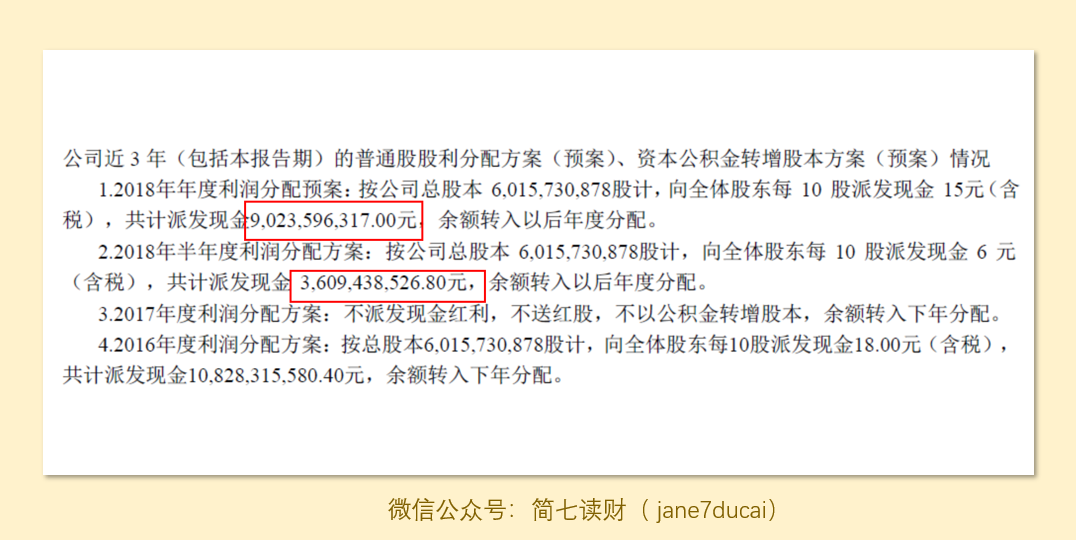 公司近 3 年（包括本报告期）的普通股股利分配方案（预案）、资本公积金转增股本方案（预案）情况
1.2018年年度利润分配预案：按公司总股本 6,015,730,878股计，向全体股东每 10 股派发现金 15元（含
税），共计派发现金9,023,596,317.00元，余额转入以后年度分配。
2.2018年半年度利润分配方案：按公司总股本 6,015,730,878股计，向全体股东每 10 股派发现金 6 元
（含税），共计派发现金 3,609,438,526.80元，余额转入以后年度分配。
3.2017年度利润分配方案：不派发现金红利，不送红股，不以公积金转增股本，余额转入下年分配。
4.2016年度利润分配方案：按总股本6,015,730,878股计，向全体股东每10股派发现金18.00元（含税），
共计派发现金10,828,315,580.40元，余额转入下年分配。
微信公众号：简七读财（ jane7ducai）